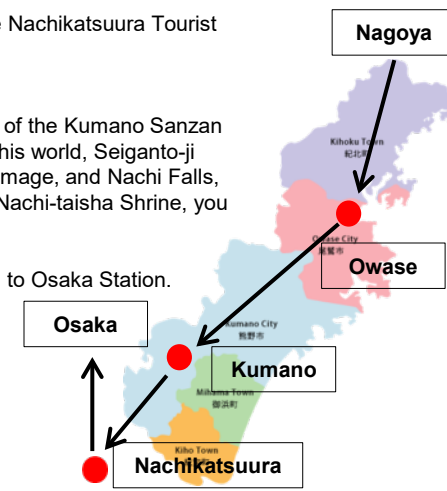 Nachikatsuura Tourist
of the Kumano Sanzan
his world, Seiganto-ji
mage, and Nachi Falls,
Nachi-taisha Shrine, you
to Osaka Station.
Nagoya
Kihoku Town
紀北町
Owase City
尾鷲市
Owase
Kumano City
熊野市
Osaka
Kumano
Mihama Town
御浜町
Kiho Town
Nachikatsuura